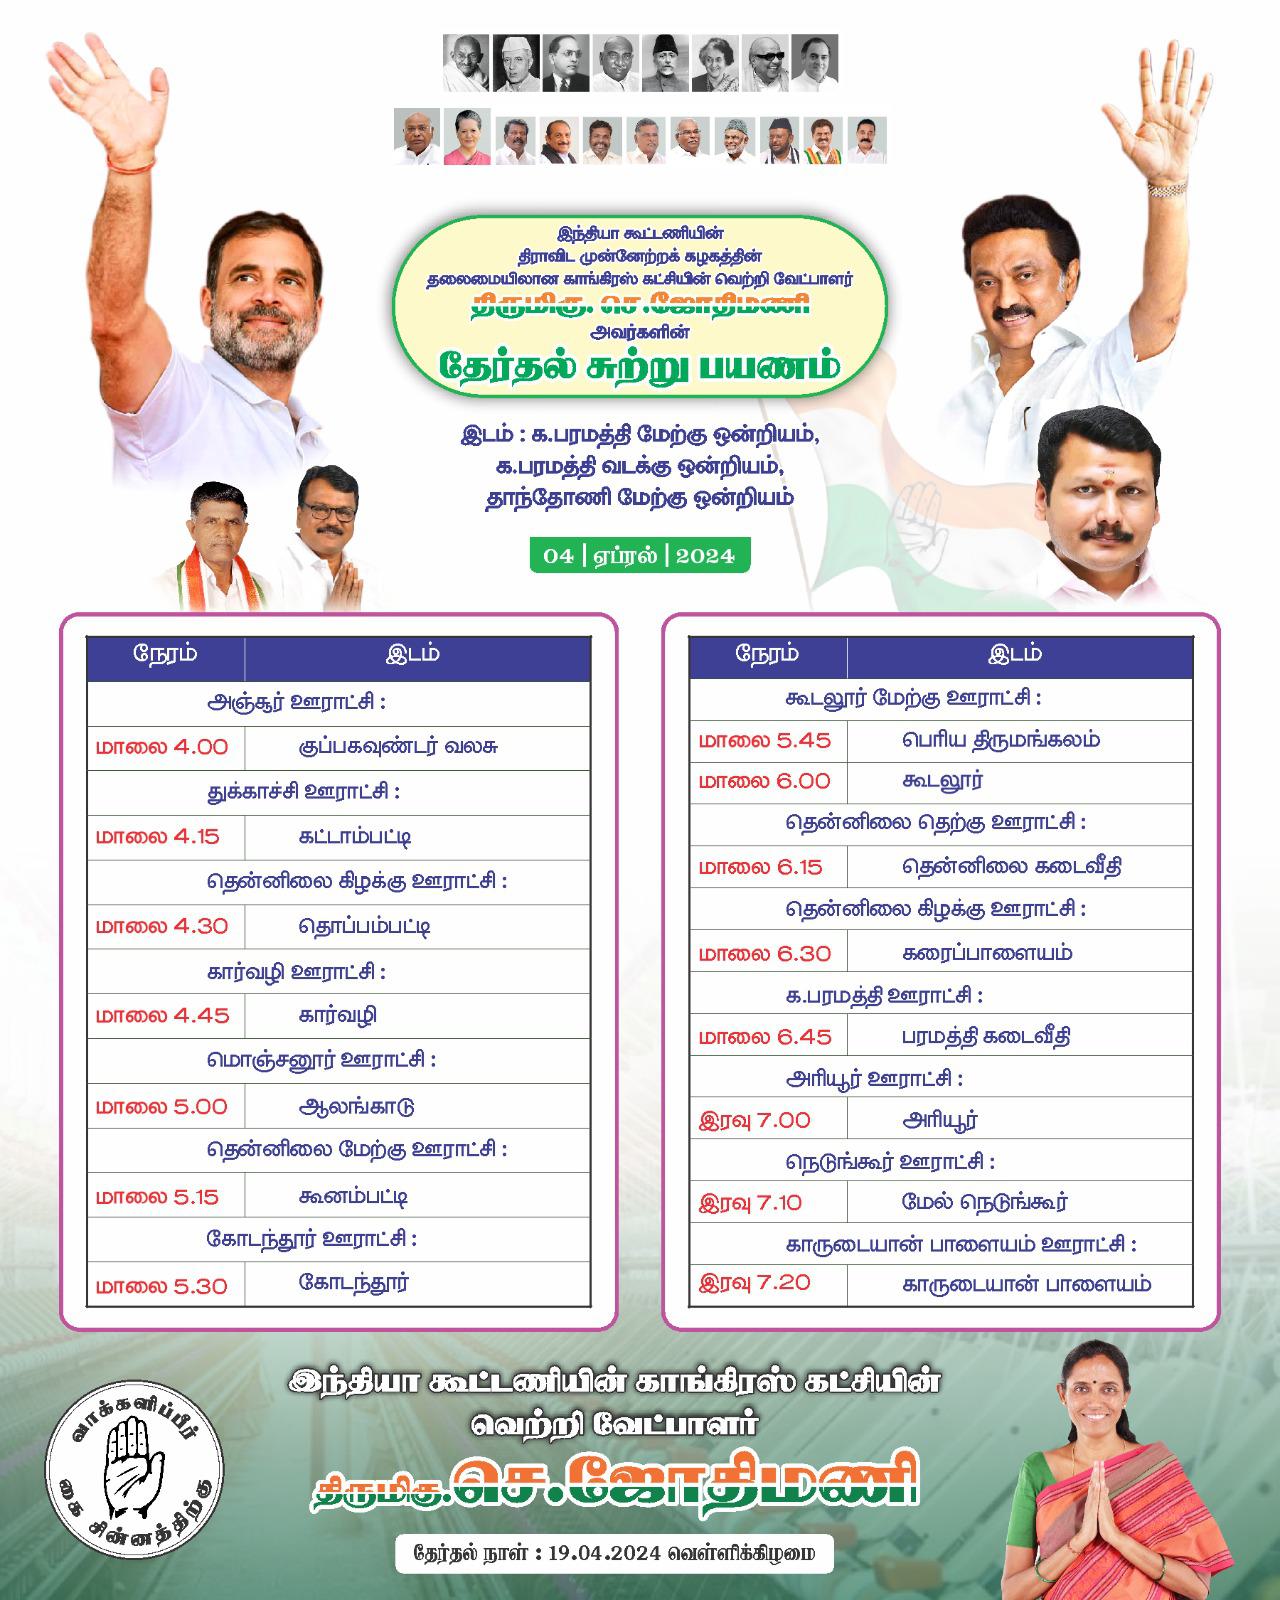 இந்தியா கூட்டணியின்
திராவிட முன்னேற்றக் கழகத்தின்
தலைமையிலான காங்கிரஸ் கட்சியின் வெற்றி வேட்பாளர்
திருமிகு. செ.ஜோதிமணி
அவர்களின்
தேர்தல் சுற்று பயணம்
இடம் : க.பரமத்தி மேற்கு ஒன்றியம்,
க.பரமத்தி வடக்கு ஒன்றியம்,
தாந்தோணி மேற்கு ஒன்றியம்
04 | ஏப்ரல் | 2024
நேரம் இடம்
அஞ்சூர் ஊராட்சி :
மாலை 4.00 குப்பகவுண்டர் வலசு
துக்காச்சி ஊராட்சி :
மாலை 4.15 கட்டாம்பட்டி
தென்னிலை கிழக்கு ஊராட்சி :
மாலை 4.30 தொப்பம்பட்டி
கார்வழி ஊராட்சி :
மாலை 4.45 கார்வழி
மொஞ்சனூர் ஊராட்சி :
மாலை 5.00 ஆலங்காடு
தென்னிலை மேற்கு ஊராட்சி :
மாலை 5.15 கூனம்பட்டி
கோடந்தூர் ஊராட்சி :
மாலை 5.30 கோடந்தூர்
நேரம் இடம்
கூடலூர் மேற்கு ஊராட்சி :
மாலை 5.45 பெரிய திருமங்கலம்
மாலை 6.00 கூடலூர்
தென்னிலை தெற்கு ஊராட்சி :
மாலை 6.15 தென்னிலை கடைவீதி
தென்னிலை கிழக்கு ஊராட்சி :
மாலை 6.30 கரைப்பாளையம்
க.பரமத்தி ஊராட்சி :
மாலை 6.45 பரமத்தி கடைவீதி
அரியூர் ஊராட்சி :
இரவு 7.00 அரியூர்
நெடுங்கூர் ஊராட்சி :
இரவு 7.10 மேல் நெடுங்கூர்
காருடையான் பாளையம் ஊராட்சி :
இரவு 7.20 காருடையான் பாளையம்
இந்தியா கூட்டணியின் காங்கிரஸ் கட்சியின்
வெற்றி வேட்பாளர்
திருமிகு.செ.ஜோதிமணி
தேர்தல் நாள் : 19.04.2024 வெள்ளிக்கிழமை
வாக்களிப்பீர்
கை சின்னத்திற்கு